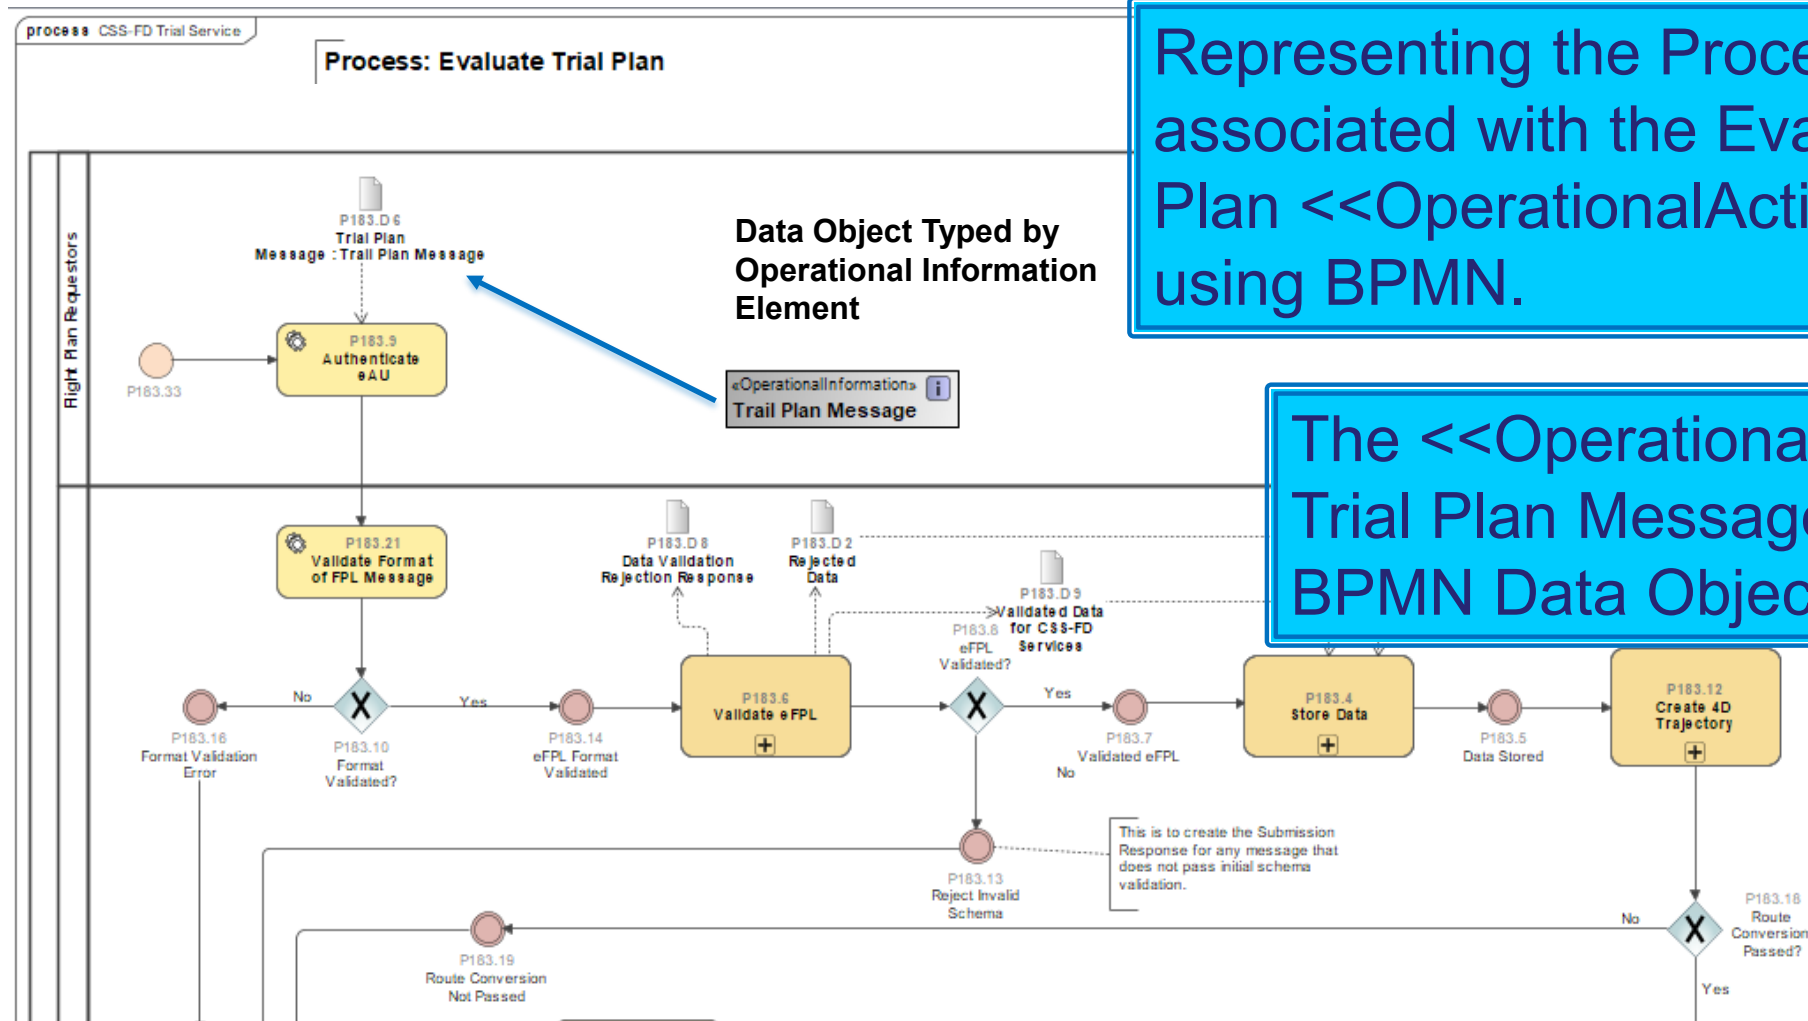 process CSS-FD Trial Service
Process: Evaluate Trial Plan
Representing the Proce
associated with the Eva
Plan <<OperationalActi
using BPMN.
Right Plan Requestors
P183.D6
Trial Plan
Message : Trail Plan Message
Data Object Typed by
Operational Information
Element
P183.33
P183.9
Authenticate
eAU
«OperationalInformation»
i
Trail Plan Message
The <<Operationa
Trial Plan Message
BPMN Data Objec
P183.21
Validate Format
of FPL Message
P183.D8
Data Validation
Rejection Response
P183.D2
Rejected
Data
P183.D9
Validated Data
for CSS-FD
Services
P183.8
eFPL
Validated?
No
X
Yes
P183.16
Format Validation
Error
P183.10
Format
Validated?
P183.14
eFPL Format
Validated
P183.6
Validate eFPL
X
Yes
P183.7
Validated eFPL
No
P183.4
Store Data
P183.5
Data Stored
P183.12
Create 4D
Trajectory
This is to create the Submission
Response for any message that
does not pass initial schema
validation.
P183.13
Reject Invalid
Schema
P183.19
Route Conversion
Not Passed
No
X
P183.18
Route
Conversion
Passed?
Yes